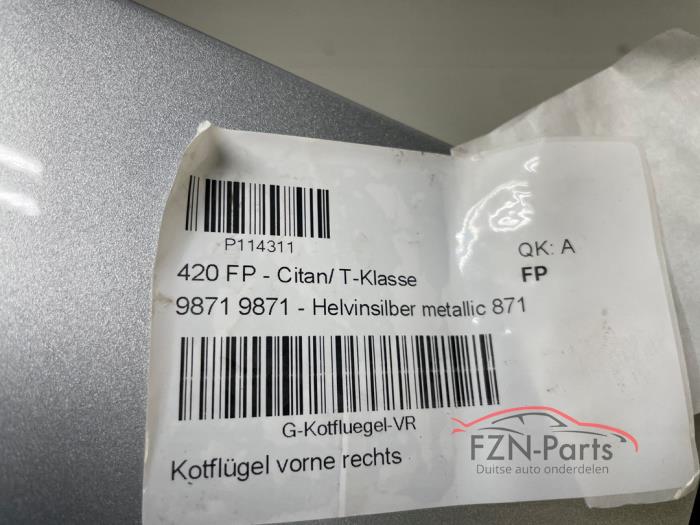 P114311
420 FP - Citan/ T-Klasse
QK: A
FP
9871 9871 - Helvinsilber metallic 871
G-Kotfluegel-VR
Kotflügel vorne rechts
FZN-Parts
Duitse auto onderdelen